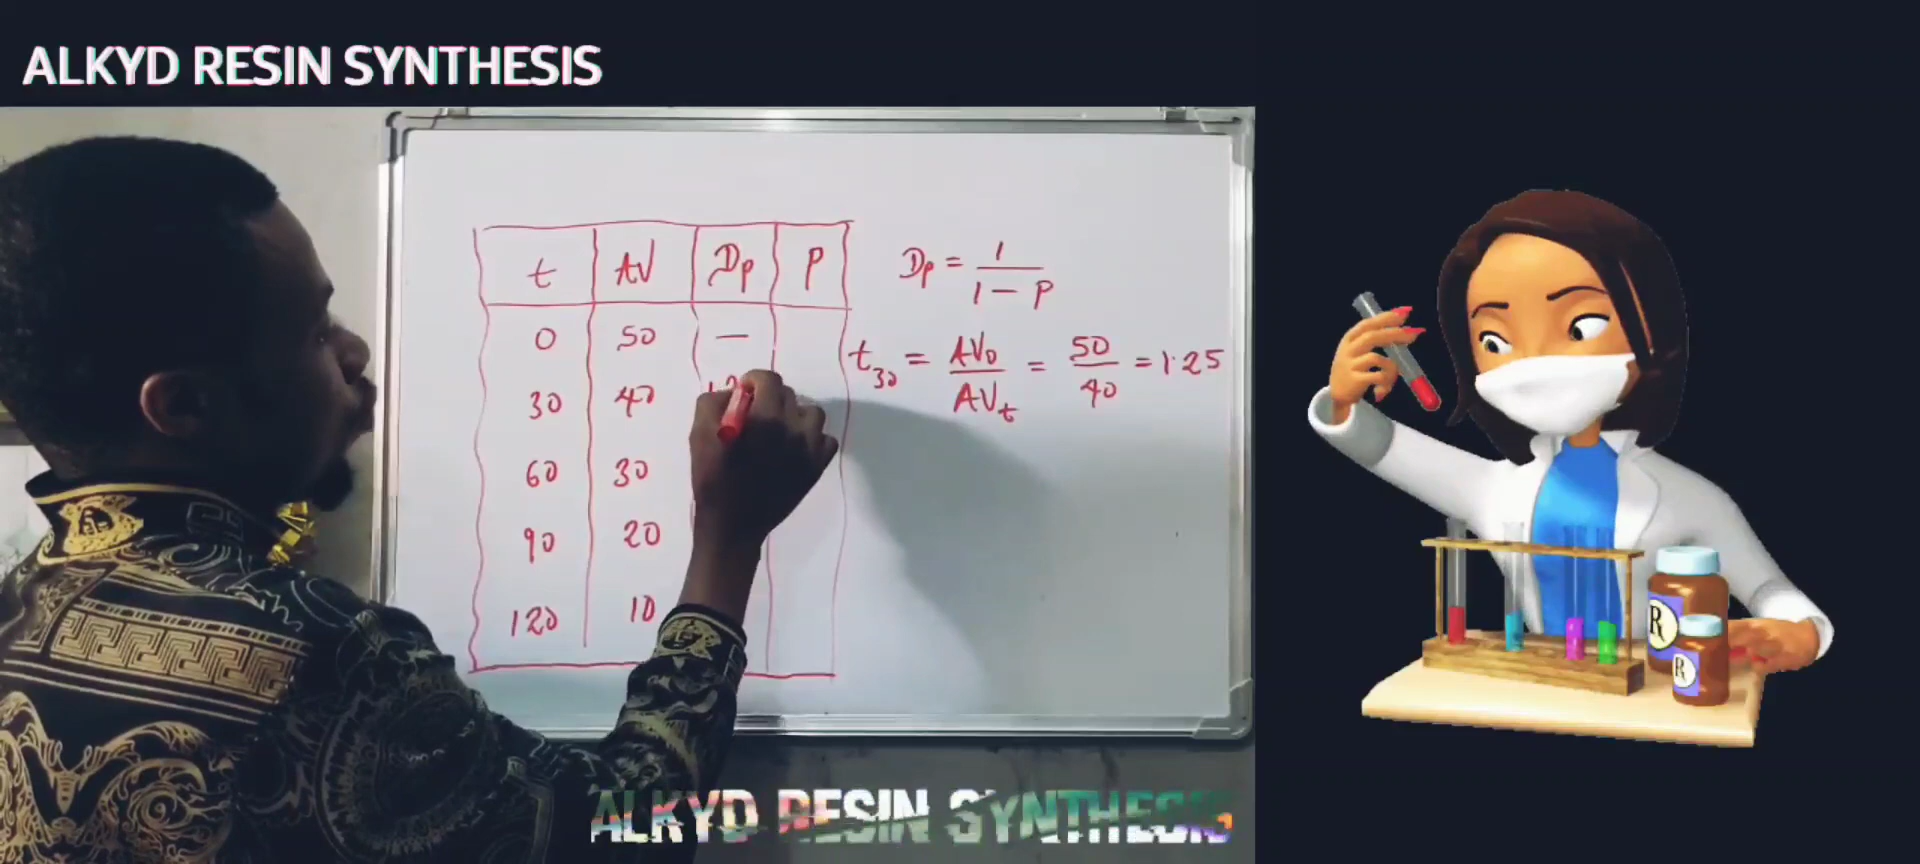 ALKYD RESIN SYNTHESIS
t AV Dp P
0 50 —
30 40
60 30
90 20
120 10
Dp = 1 / 1 - P
t30 = AV0 / AVt = 50 / 40 = 1.25
R
R
ALKYD RESIN SYNTHESIS